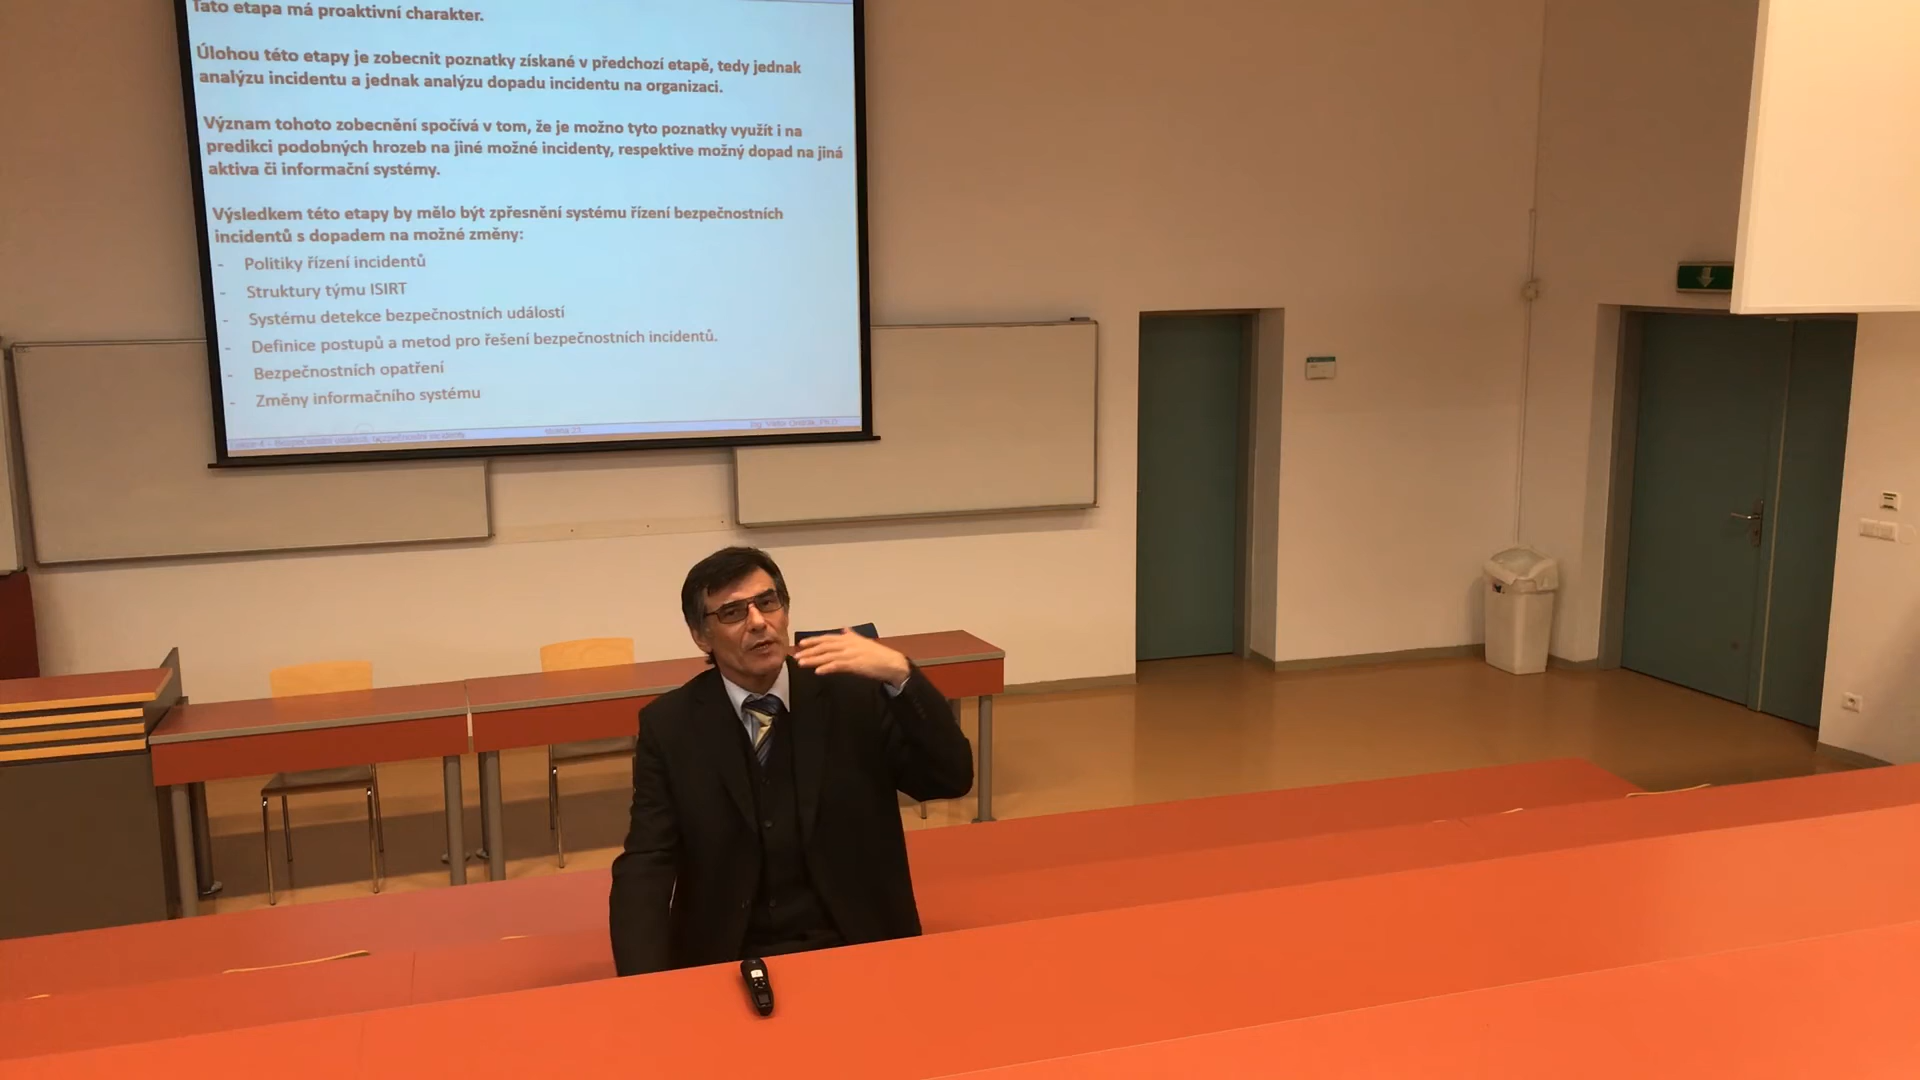 Tato etapa má proaktivní charakter.
Úlohou této etapy je zobecnit poznatky získané v předchozí etapě, tedy jednak
analýzu incidentu a jednak analýzu dopadu incidentu na organizaci.
Význam tohoto zobecnění spočívá v tom, že je možno tyto poznatky využít i na
predikci podobných hrozeb na jiné možné incidenty, respektive možný dopad na jiná
aktiva či informační systémy.
Výsledkem této etapy by mělo být zpřesnění systému řízení bezpečnostních
incidentů s dopadem na možné změny:
- Politiky řízení incidentů
- Struktury týmu ISIRT
- Systému detekce bezpečnostních událostí
- Definice postupů a metod pro řešení bezpečnostních incidentů.
- Bezpečnostních opatření
- Změny informačního systému